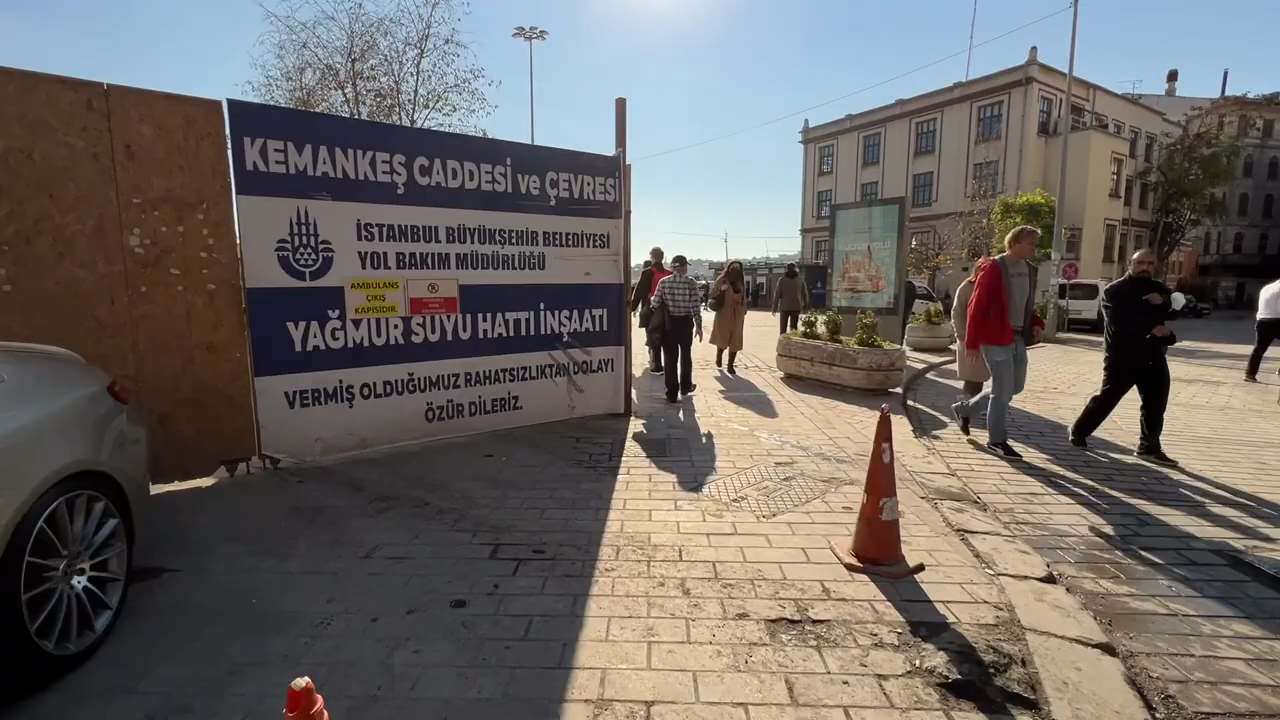 KEMANKEŞ CADDESİ ve ÇEVRESİ
İSTANBUL BÜYÜKŞEHİR BELEDİYESİ
YOL BAKIM MÜDÜRLÜĞÜ
AMBULANS
ÇIKIŞ
KAPISIDIR.
YAĞMUR SUYU HATTI İNŞAATI
VERMİŞ OLDUĞUMUZ RAHATSIZLIKTAN DOLAYI
ÖZÜR DİLERİZ.